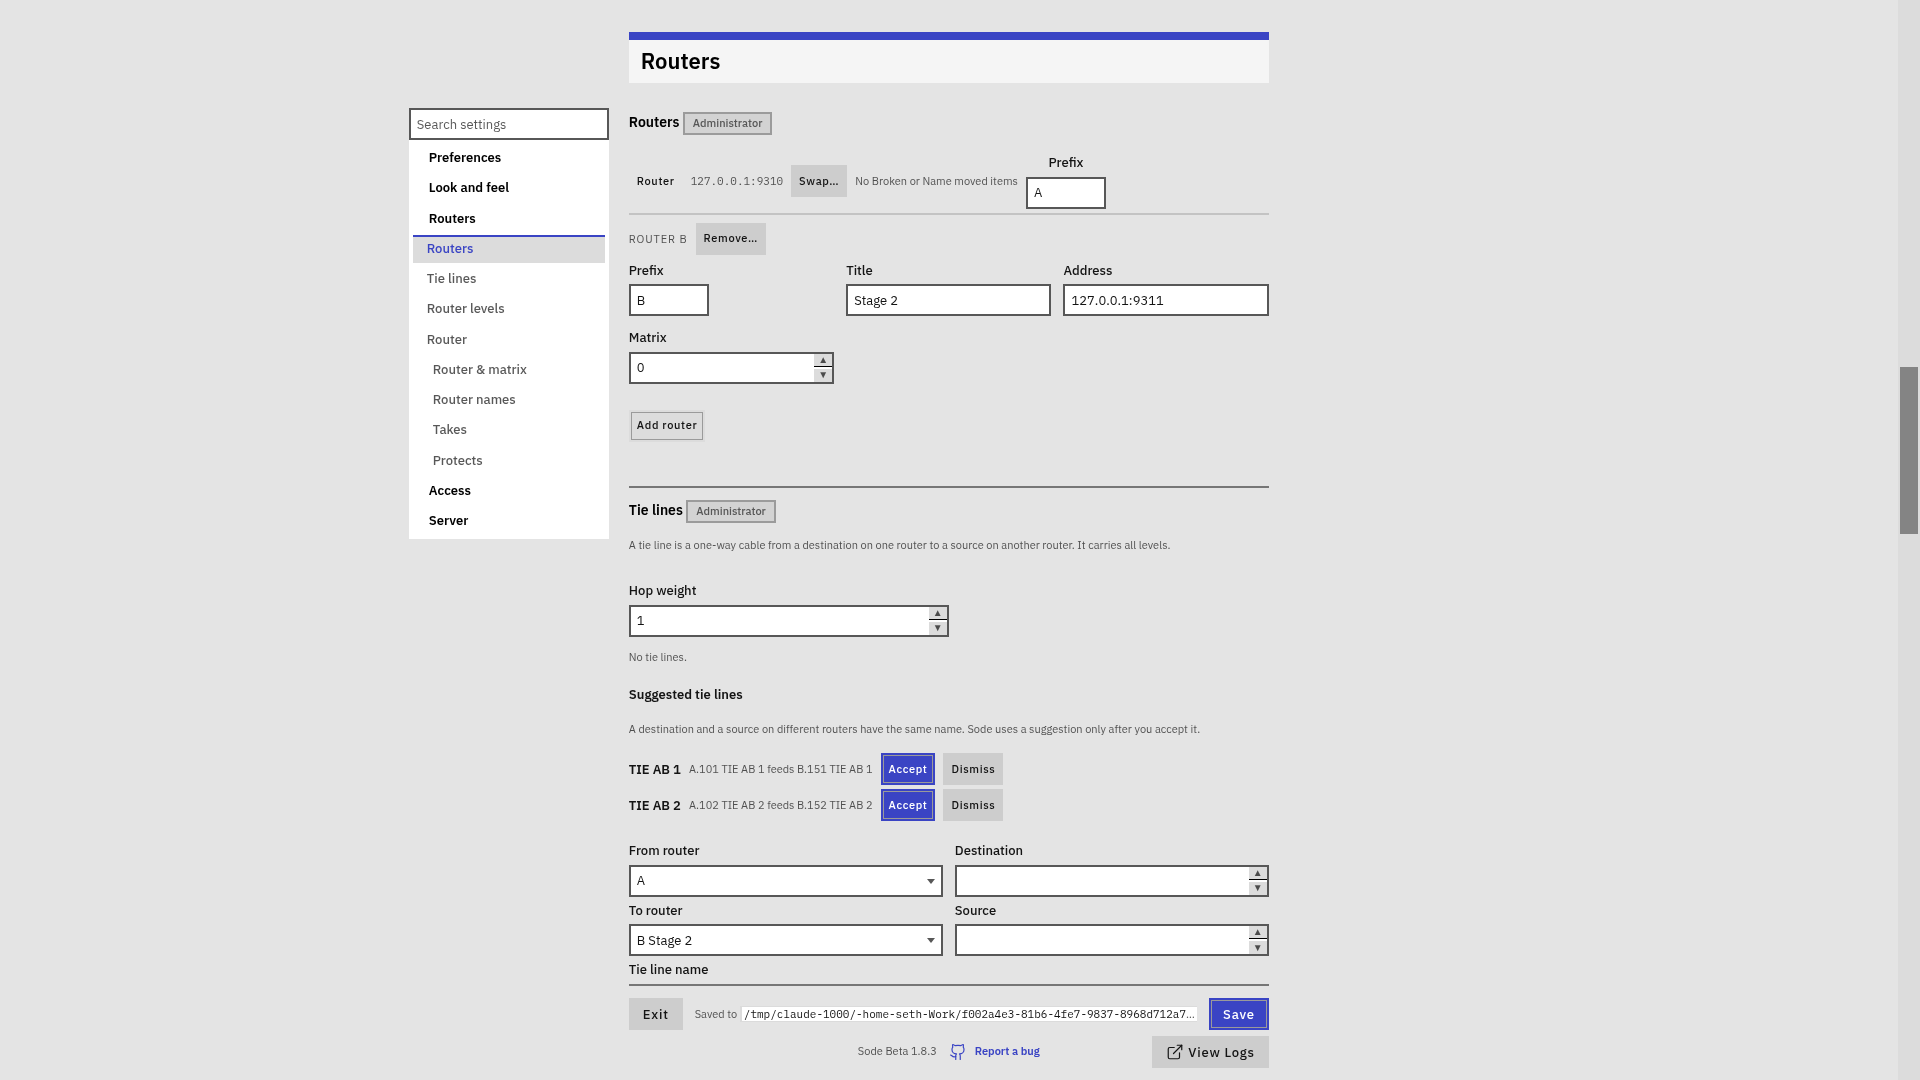 Routers
Search settings
Preferences
Look and feel
Routers
Routers
Tie lines
Router levels
Router
Router & matrix
Router names
Takes
Protects
Access
Server
Routers Administrator
Router 127.0.0.1:9310 Swap... No Broken or Name moved items
Prefix
A
ROUTER B Remove...
Prefix Title Address
B Stage 2 127.0.0.1:9311
Matrix
0
Add router
Tie lines Administrator
A tie line is a one-way cable from a destination on one router to a source on another router. It carries all levels.
Hop weight
1
No tie lines.
Suggested tie lines
A destination and a source on different routers have the same name. Sode uses a suggestion only after you accept it.
TIE AB 1 A.101 TIE AB 1 feeds B.151 TIE AB 1 Accept Dismiss
TIE AB 2 A.102 TIE AB 2 feeds B.152 TIE AB 2 Accept Dismiss
From router Destination
A
To router Source
B Stage 2
Tie line name
Exit Saved to /tmp/claude-1000/-home-seth-Work/f002a4e3-81b6-4fe7-9837-8968d712a7... Save
Sode Beta 1.8.3 Report a bug View Logs